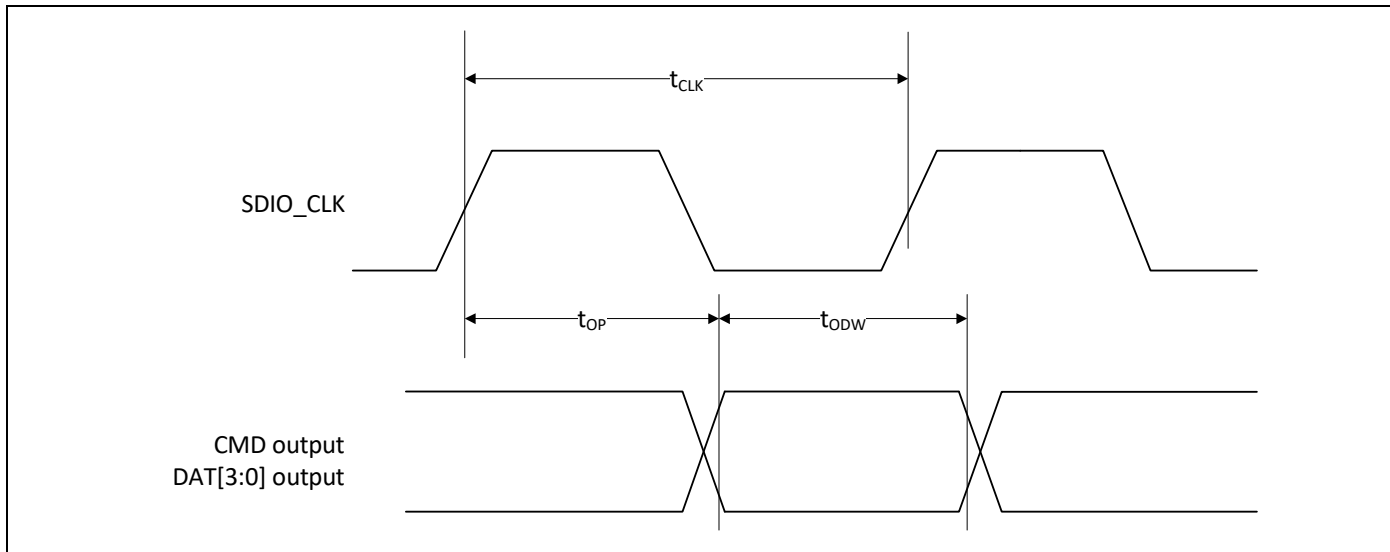 tCLK
SDIO_CLK
tOP
tODW
CMD output
DAT[3:0] output